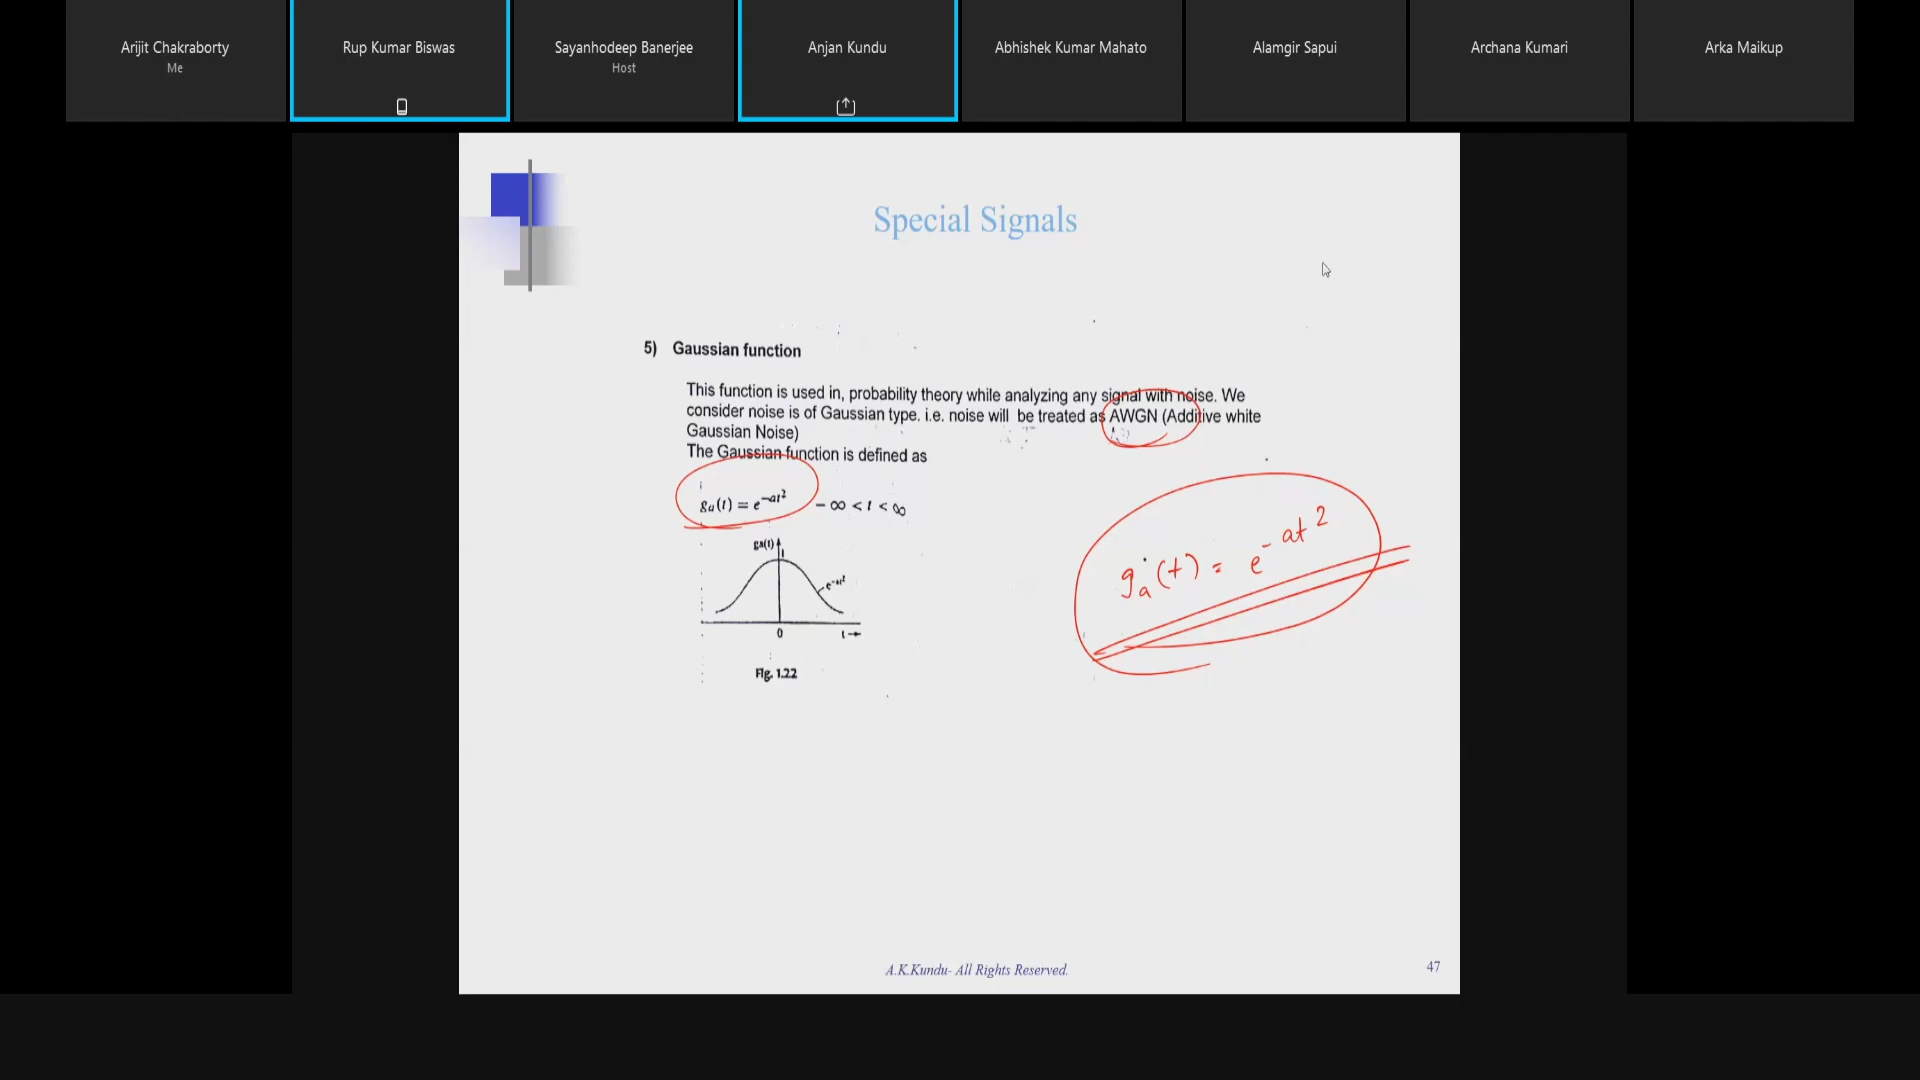 Arijit Chakraborty
Me
Rup Kumar Biswas
Sayanhodeep Banerjee
Host
Anjan Kundu
Abhishek Kumar Mahato
Alamgir Sapui
Archana Kumari
Arka Maikup
Special Signals
5) Gaussian function
This function is used in, probability theory while analyzing any signal with noise. We
consider noise is of Gaussian type. i.e. noise will be treated as AWGN (Additive white
Gaussian Noise)
The Gaussian function is defined as
gₐ(t) = e^−at² − ∞ < t < ∞
gₐ(t) = e^−at²
ga(t)
1
e^−at²
0
t→
Fig. 1.22
A.K.Kundu- All Rights Reserved.
47